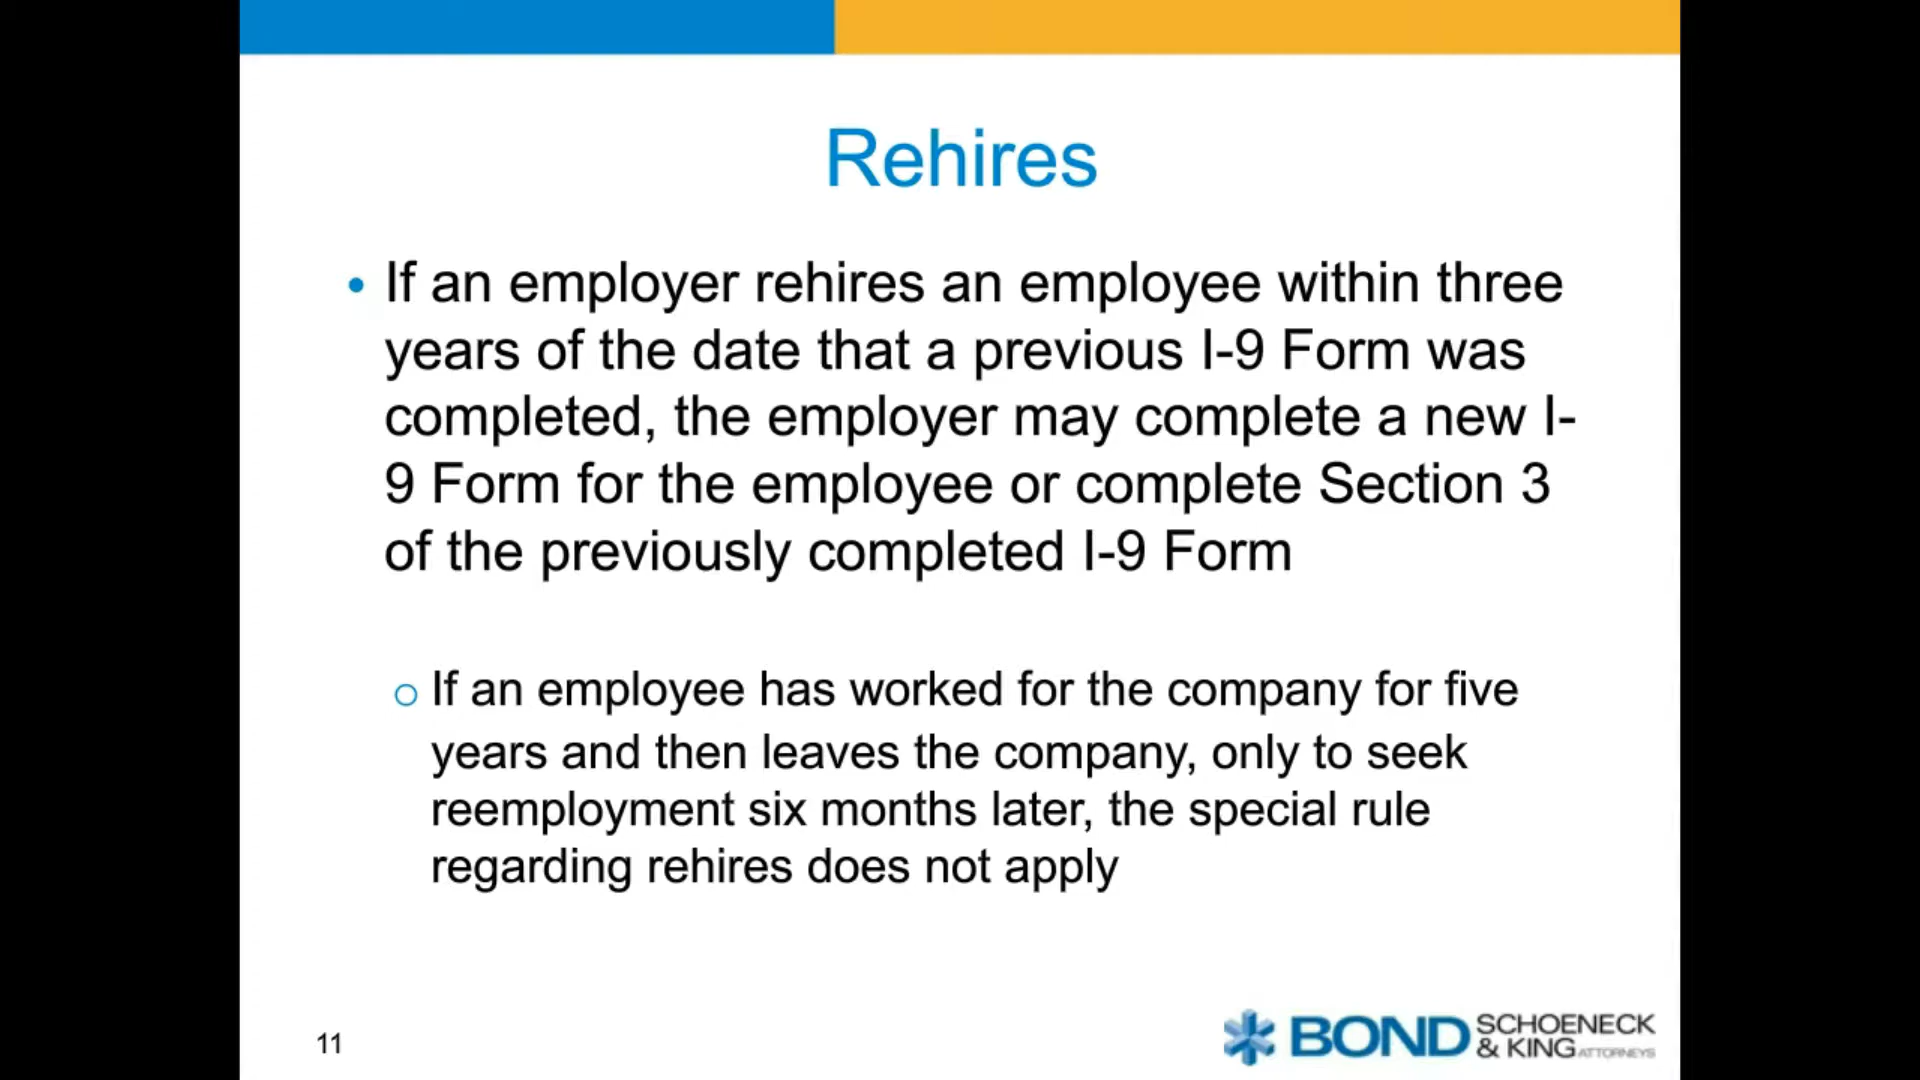 Rehires
• If an employer rehires an employee within three
years of the date that a previous I-9 Form was
completed, the employer may complete a new I-
9 Form for the employee or complete Section 3
of the previously completed I-9 Form
o If an employee has worked for the company for five
years and then leaves the company, only to seek
reemployment six months later, the special rule
regarding rehires does not apply
11
BOND SCHOENECK
& KING ATTORNEYS